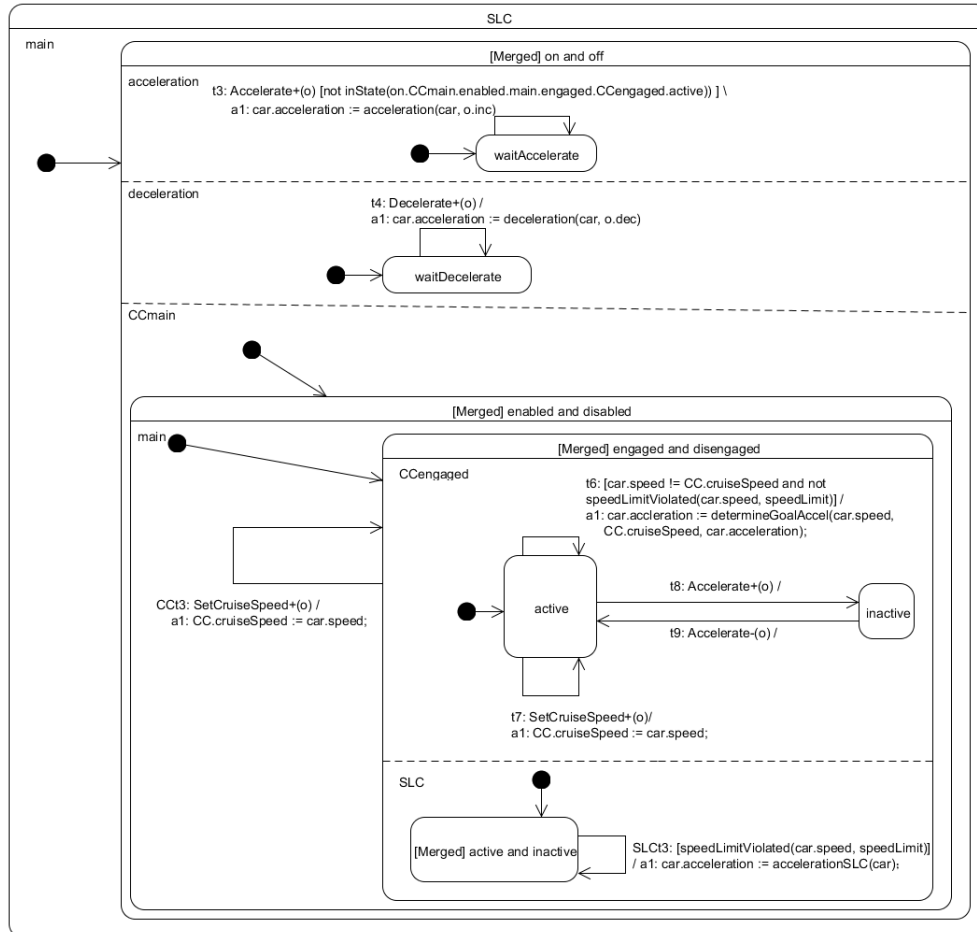 SLC
main
[Merged] on and off
acceleration
t3: Accelerate+(o) [not inState(on.CCmain.enabled.main.engaged.CCengaged.active)) ] \
a1: car.acceleration := acceleration(car, o.inc)
waitAccelerate
deceleration
t4: Decelerate+(o) /
a1: car.acceleration := deceleration(car, o.dec)
waitDecelerate
CCmain
[Merged] enabled and disabled
main
[Merged] engaged and disengaged
CCengaged
t6: [car.speed != CC.cruiseSpeed and not
speedLimitViolated(car.speed, speedLimit)] /
a1: car.accleration := determineGoalAccel(car.speed,
CC.cruiseSpeed, car.acceleration);
CCt3: SetCruiseSpeed+(o) /
a1: CC.cruiseSpeed := car.speed;
active
t8: Accelerate+(o) /
inactive
t9: Accelerate-(o) /
t7: SetCruiseSpeed+(o)/
a1: CC.cruiseSpeed := car.speed;
SLC
[Merged] active and inactive
SLCt3: [speedLimitViolated(car.speed, speedLimit)]
/ a1: car.acceleration := accelerationSLC(car);